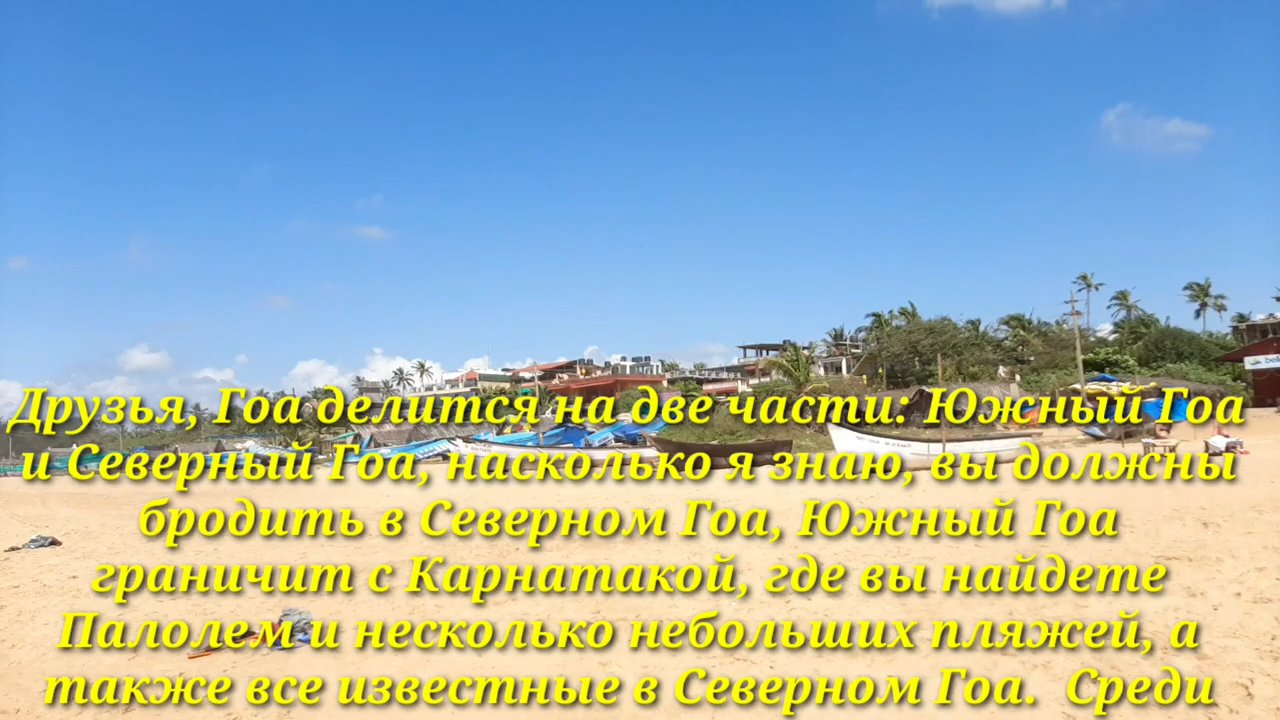 Друзья, Гоа делится на две части: Южный Гоа
и Северный Гоа, насколько я знаю, вы должны
бродить в Северном Гоа, Южный Гоа
граничит с Карнатакой, где вы найдете
Палолем и несколько небольших пляжей, а
также все известные в Северном Гоа. Среди